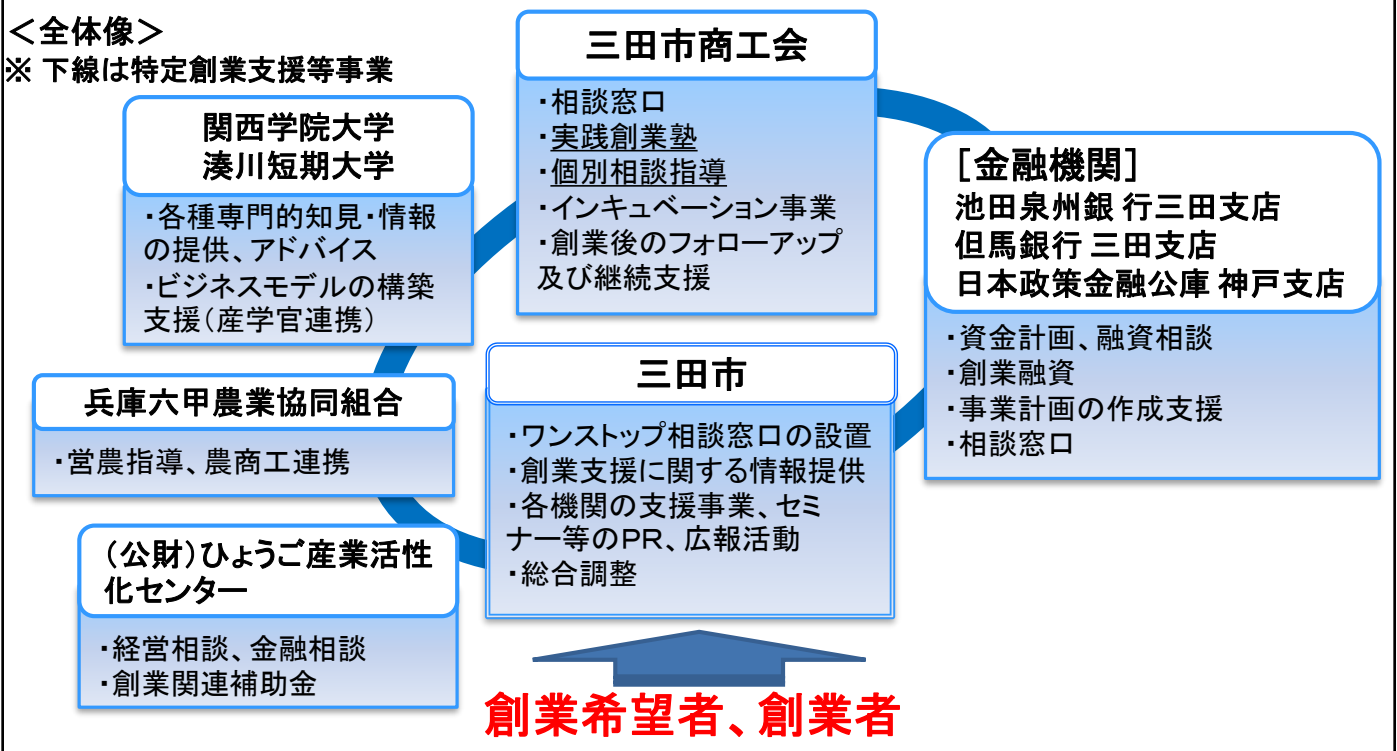 ＜全体像＞
※ 下線は特定創業支援等事業
三田市商工会
・相談窓口
・実践創業塾
・個別相談指導
・インキュベーション事業
・創業後のフォローアップ
及び継続支援
関西学院大学
湊川短期大学
・各種専門的知見・情報
の提供、アドバイス
・ビジネスモデルの構築
支援（産学官連携）
［金融機関］
池田泉州銀 行三田支店
但馬銀行 三田支店
日本政策金融公庫 神戸支店
・資金計画、融資相談
・創業融資
・事業計画の作成支援
・相談窓口
兵庫六甲農業協同組合
・営農指導、農商工連携
三田市
・ワンストップ相談窓口の設置
・創業支援に関する情報提供
・各機関の支援事業、セミ
ナー等のＰＲ、広報活動
・総合調整
（公財）ひょうご産業活性
化センター
・経営相談、金融相談
・創業関連補助金
創業希望者、創業者